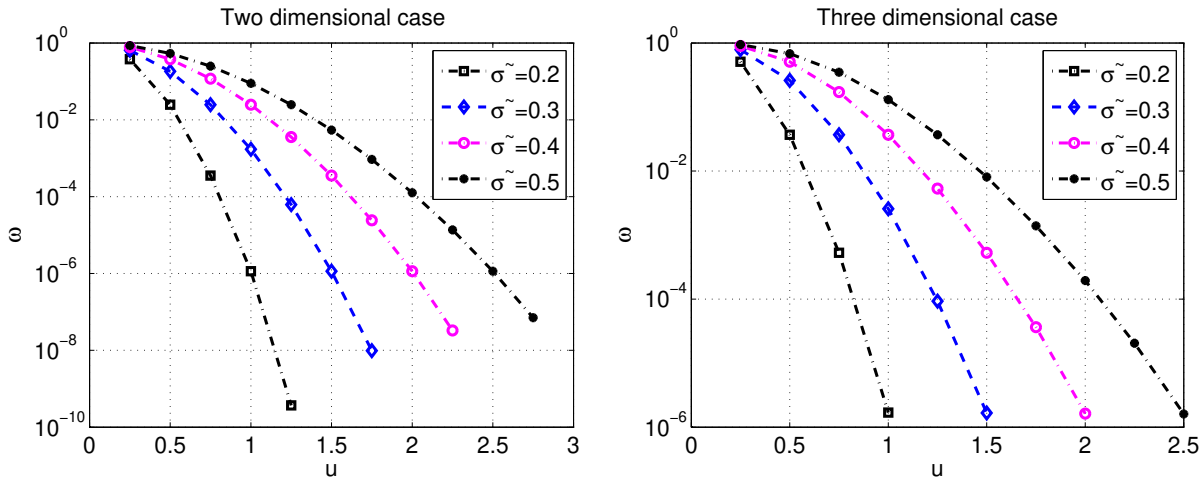 Two dimensional case
10^0
10^−2
10^−4
10^−6
10^−8
10^−10
ω
0 0.5 1 1.5 2 2.5 3
u
σ~=0.2
σ~=0.3
σ~=0.4
σ~=0.5
Three dimensional case
10^0
10^−2
10^−4
10^−6
ω
0 0.5 1 1.5 2 2.5
u
σ~=0.2
σ~=0.3
σ~=0.4
σ~=0.5